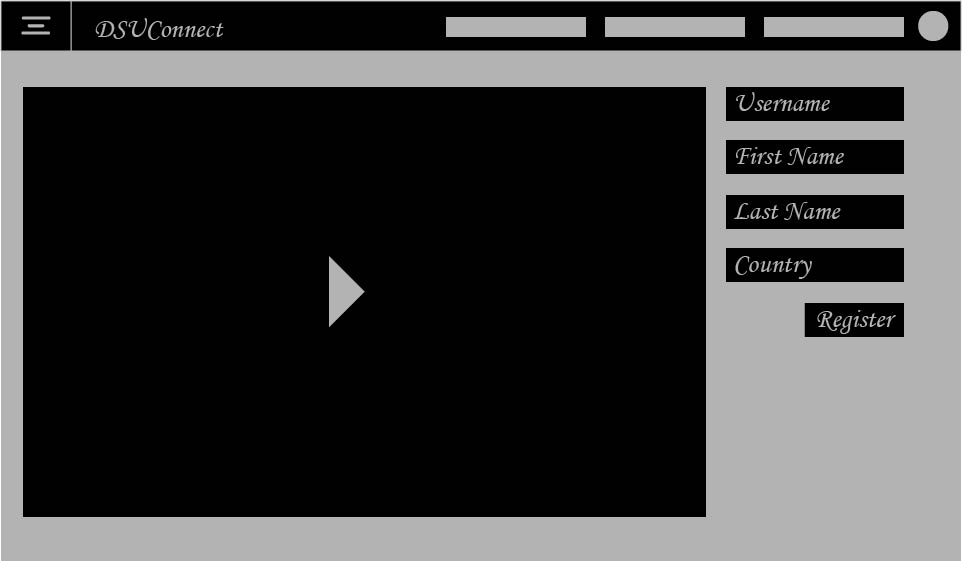 DSUConnect
Username
First Name
Last Name
Country
Register